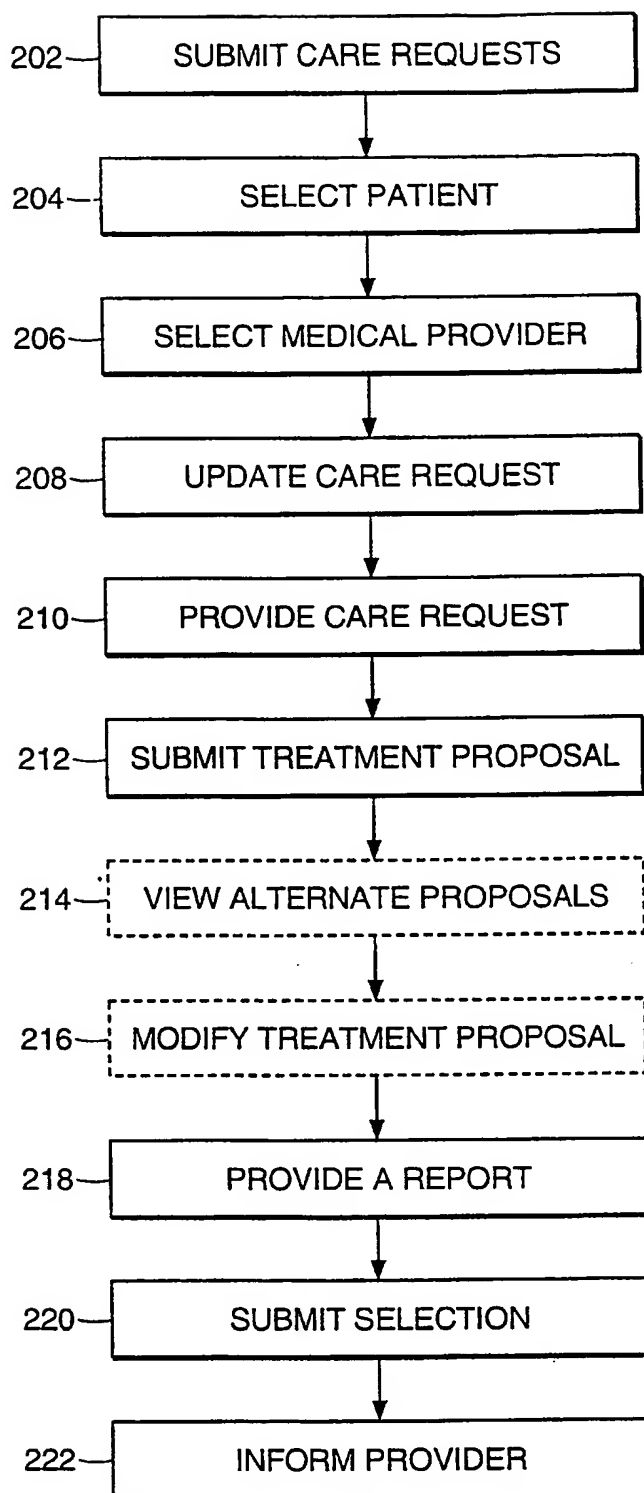 202 SUBMIT CARE REQUESTS
204 SELECT PATIENT
206 SELECT MEDICAL PROVIDER
208 UPDATE CARE REQUEST
210 PROVIDE CARE REQUEST
212 SUBMIT TREATMENT PROPOSAL
214 VIEW ALTERNATE PROPOSALS
216 MODIFY TREATMENT PROPOSAL
218 PROVIDE A REPORT
220 SUBMIT SELECTION
222 INFORM PROVIDER